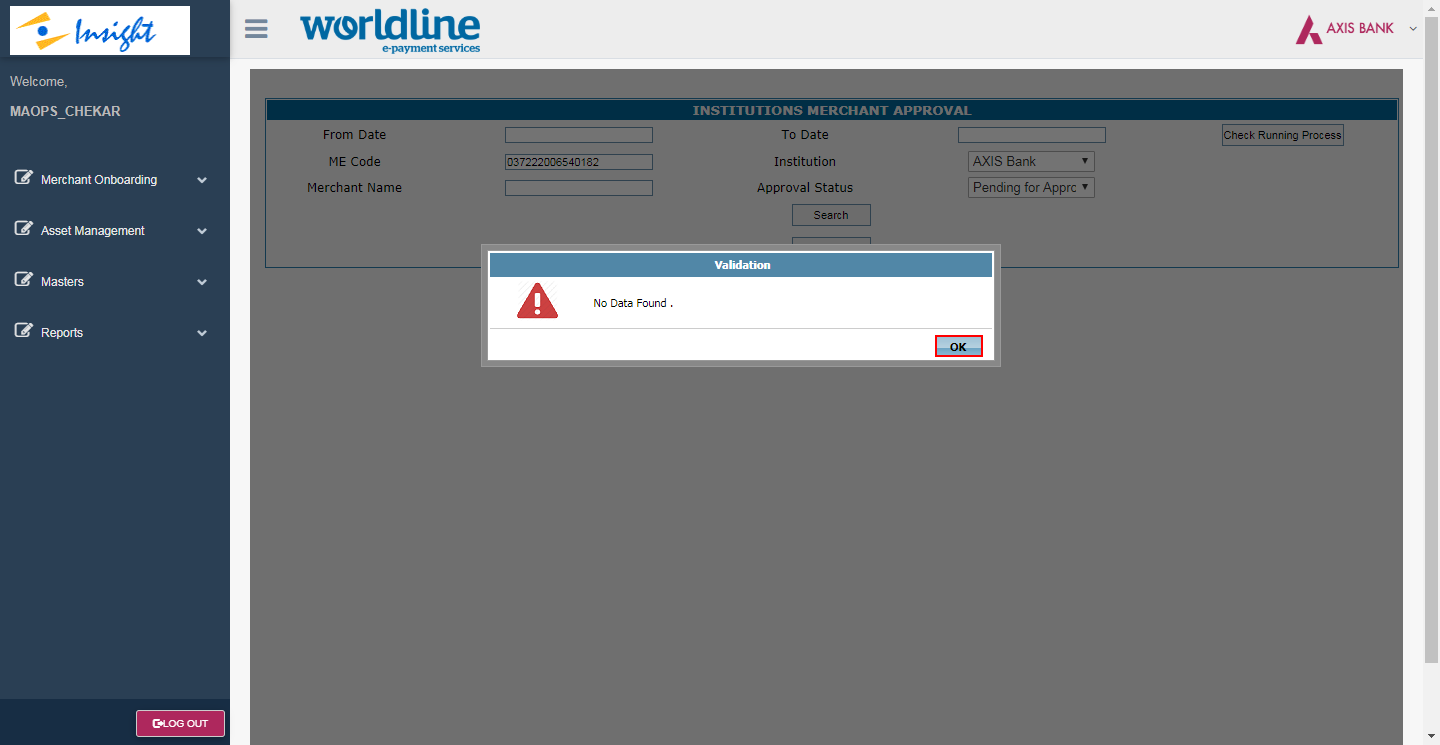 Insight
worldline
e-payment services
AXIS BANK
Welcome,
MAOPS_CHEKAR
Merchant Onboarding
Asset Management
Masters
Reports
LOG OUT
INSTITUTIONS MERCHANT APPROVAL
From Date To Date Check Running Process
ME Code 037222006540182 Institution AXIS Bank
Merchant Name Approval Status Pending for Appro
Search
Validation
No Data Found .
OK